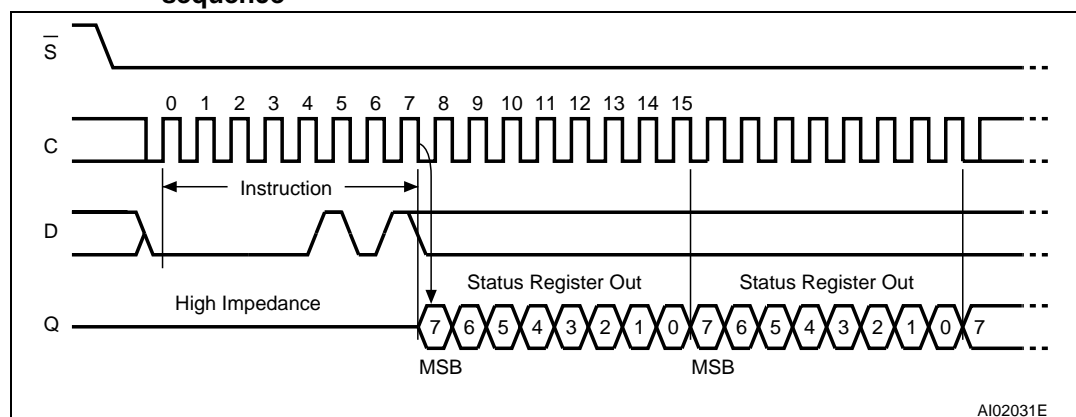 sequence
S
0 1 2 3 4 5 6 7 8 9 10 11 12 13 14 15
C
Instruction
D
Status Register Out Status Register Out
High Impedance
Q 7 6 5 4 3 2 1 0 7 6 5 4 3 2 1 0 7
MSB MSB
AI02031E